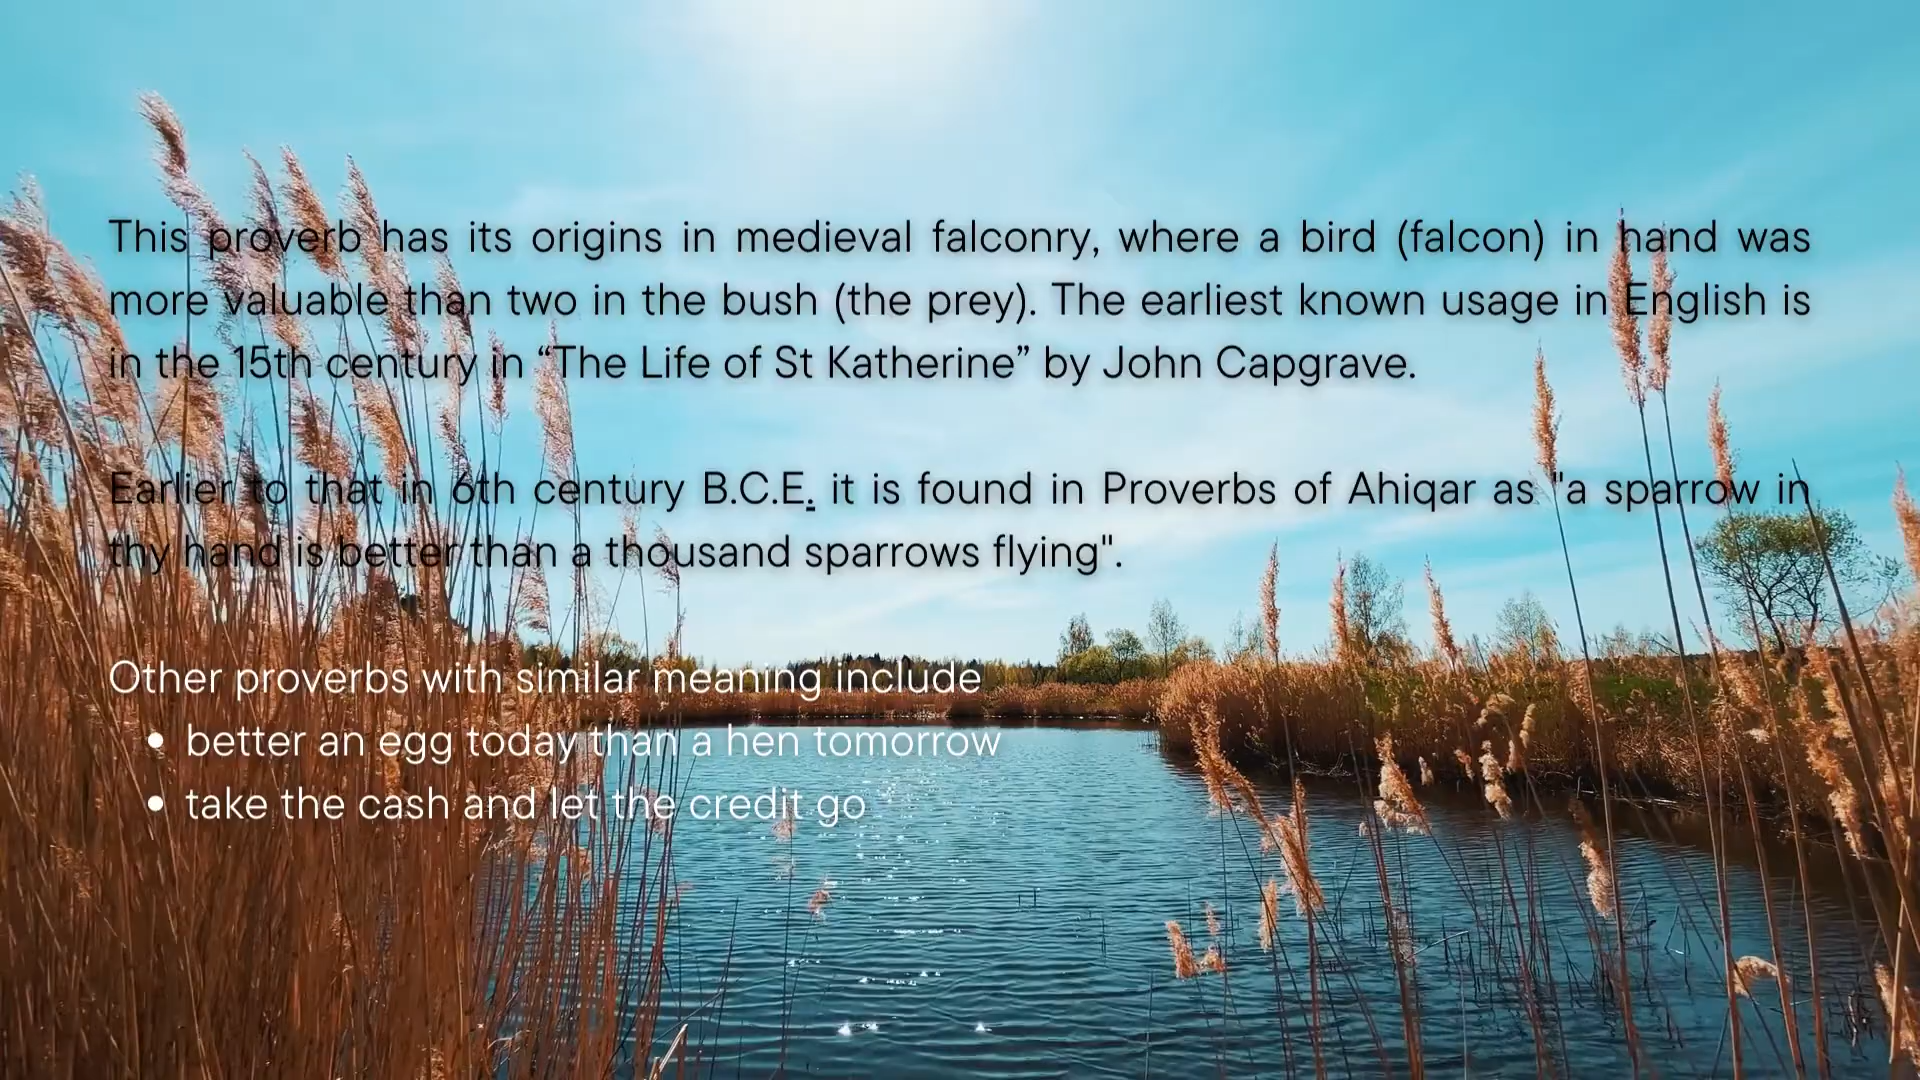 This proverb has its origins in medieval falconry, where a bird (falcon) in hand was
more valuable than two in the bush (the prey). The earliest known usage in English is
in the 15th century in “The Life of St Katherine” by John Capgrave.
Earlier to that in 6th century B.C.E. it is found in Proverbs of Ahiqar as "a sparrow in
thy hand is better than a thousand sparrows flying".
Other proverbs with similar meaning include
• better an egg today than a hen tomorrow
• take the cash and let the credit go